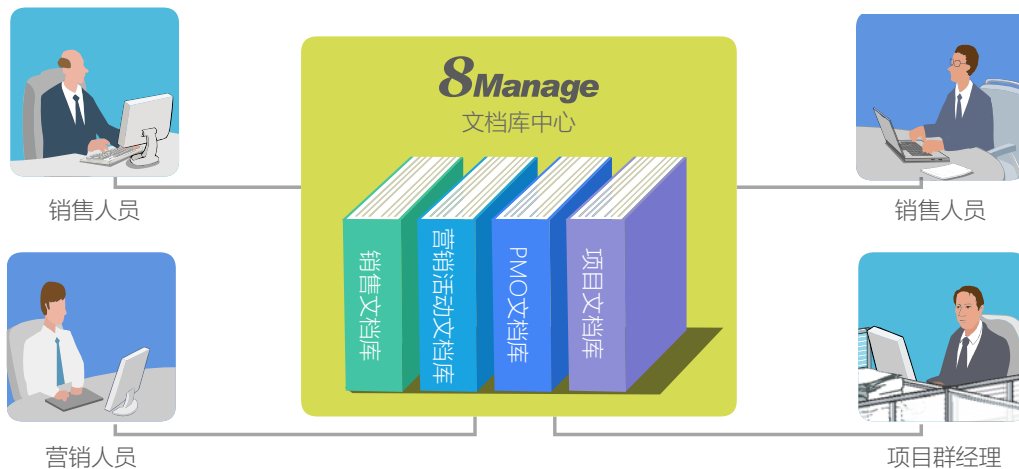 8Manage
文档库中心
销售文档库
营销活动文档库
PMO文档库
项目文档库
销售人员
销售人员
营销人员
项目群经理